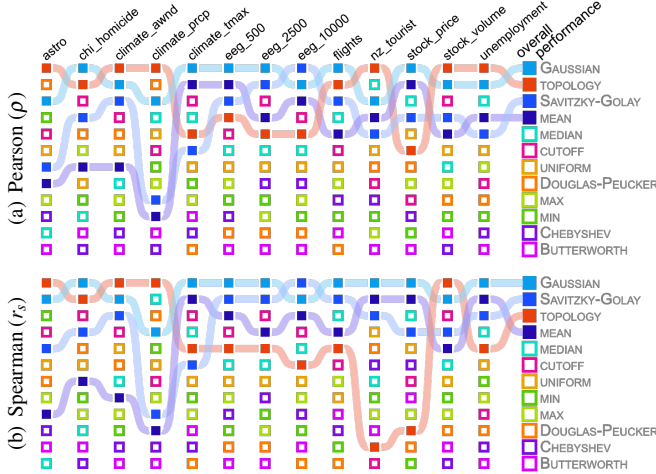 astro
chi_homicide
climate_awnd
climate_prcp
climate_tmax
eeg_500
eeg_2500
eeg_10000
flights
nz_tourist
stock_price
stock_volume
unemployment
overall
performance
(a) Pearson (ρ)
GAUSSIAN
TOPOLOGY
SAVITZKY-GOLAY
MEAN
MEDIAN
CUTOFF
UNIFORM
DOUGLAS-PEUCKER
MAX
MIN
CHEBYSHEV
BUTTERWORTH
(b) Spearman (rs)
GAUSSIAN
SAVITZKY-GOLAY
TOPOLOGY
MEAN
MEDIAN
CUTOFF
UNIFORM
MIN
MAX
DOUGLAS-PEUCKER
CHEBYSHEV
BUTTERWORTH